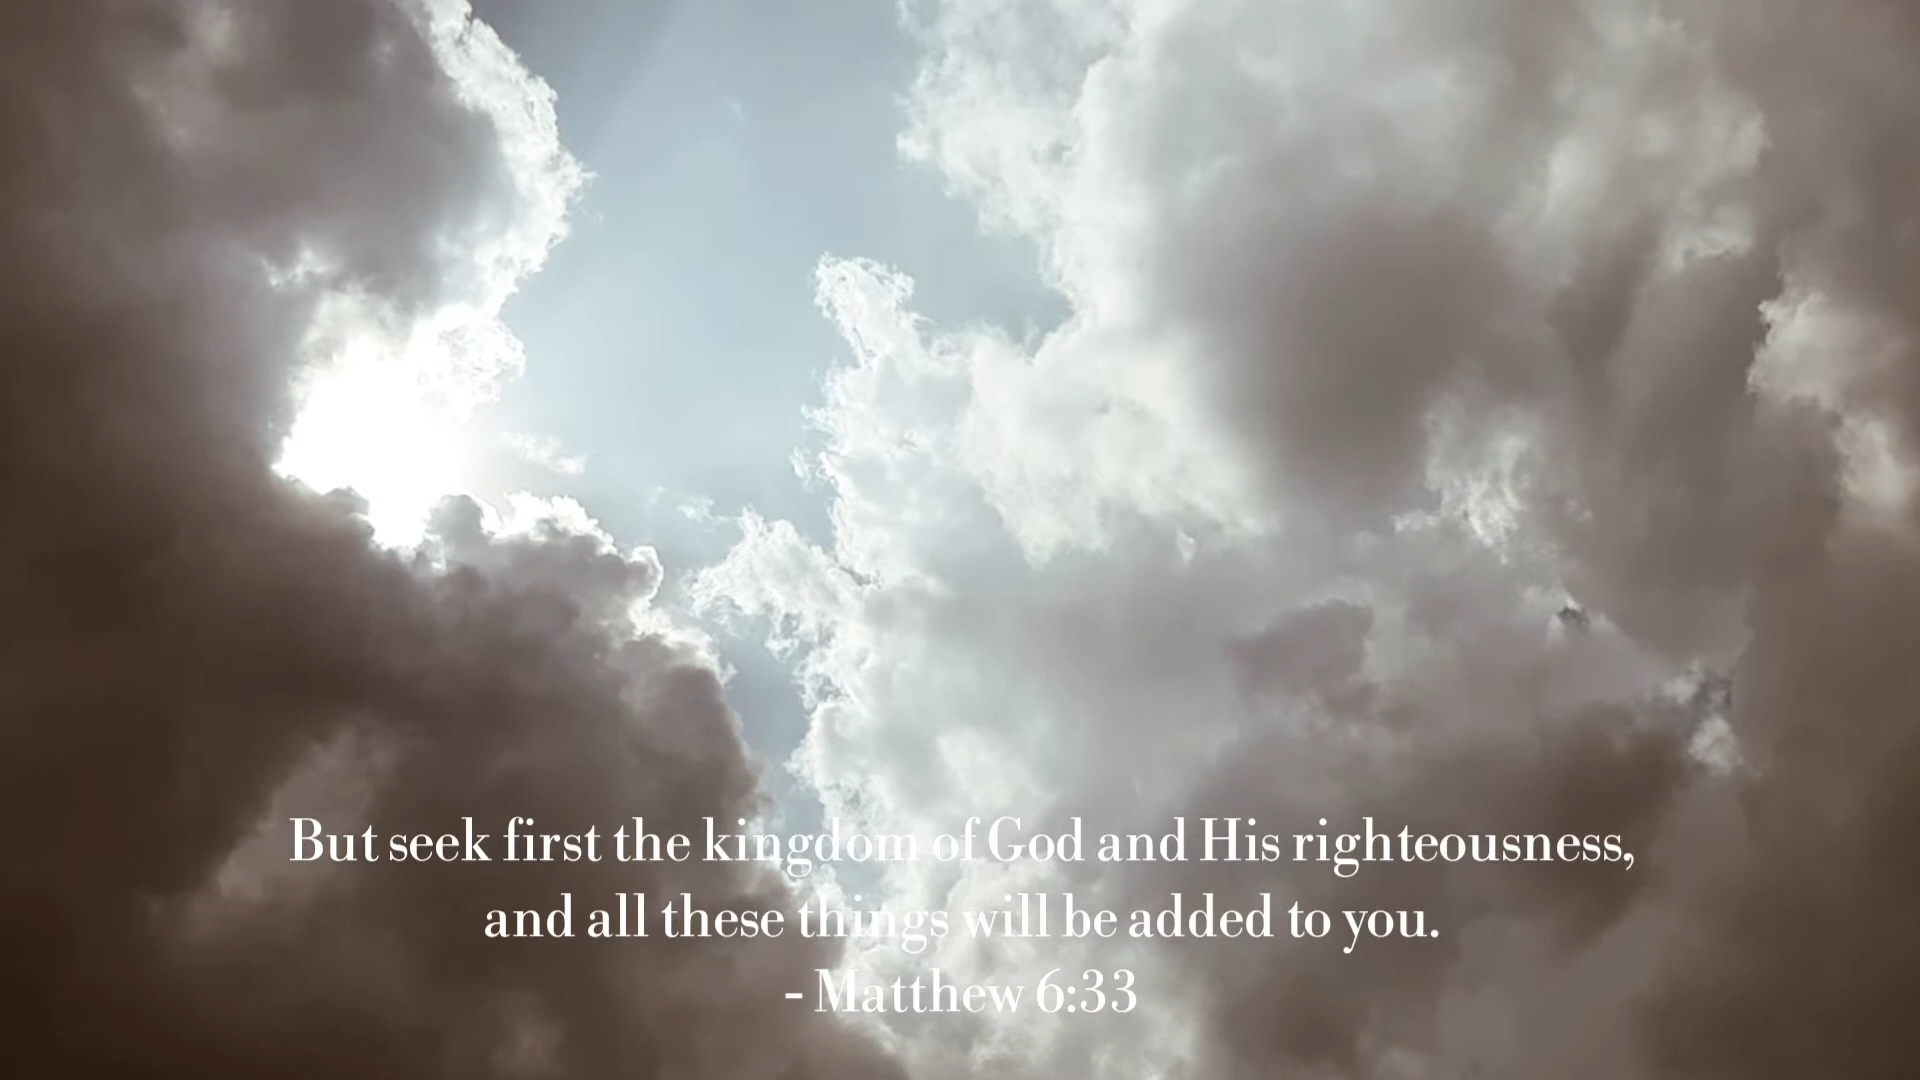 But seek first the kingdom of God and His righteousness,
and all these things will be added to you.
- Matthew 6:33